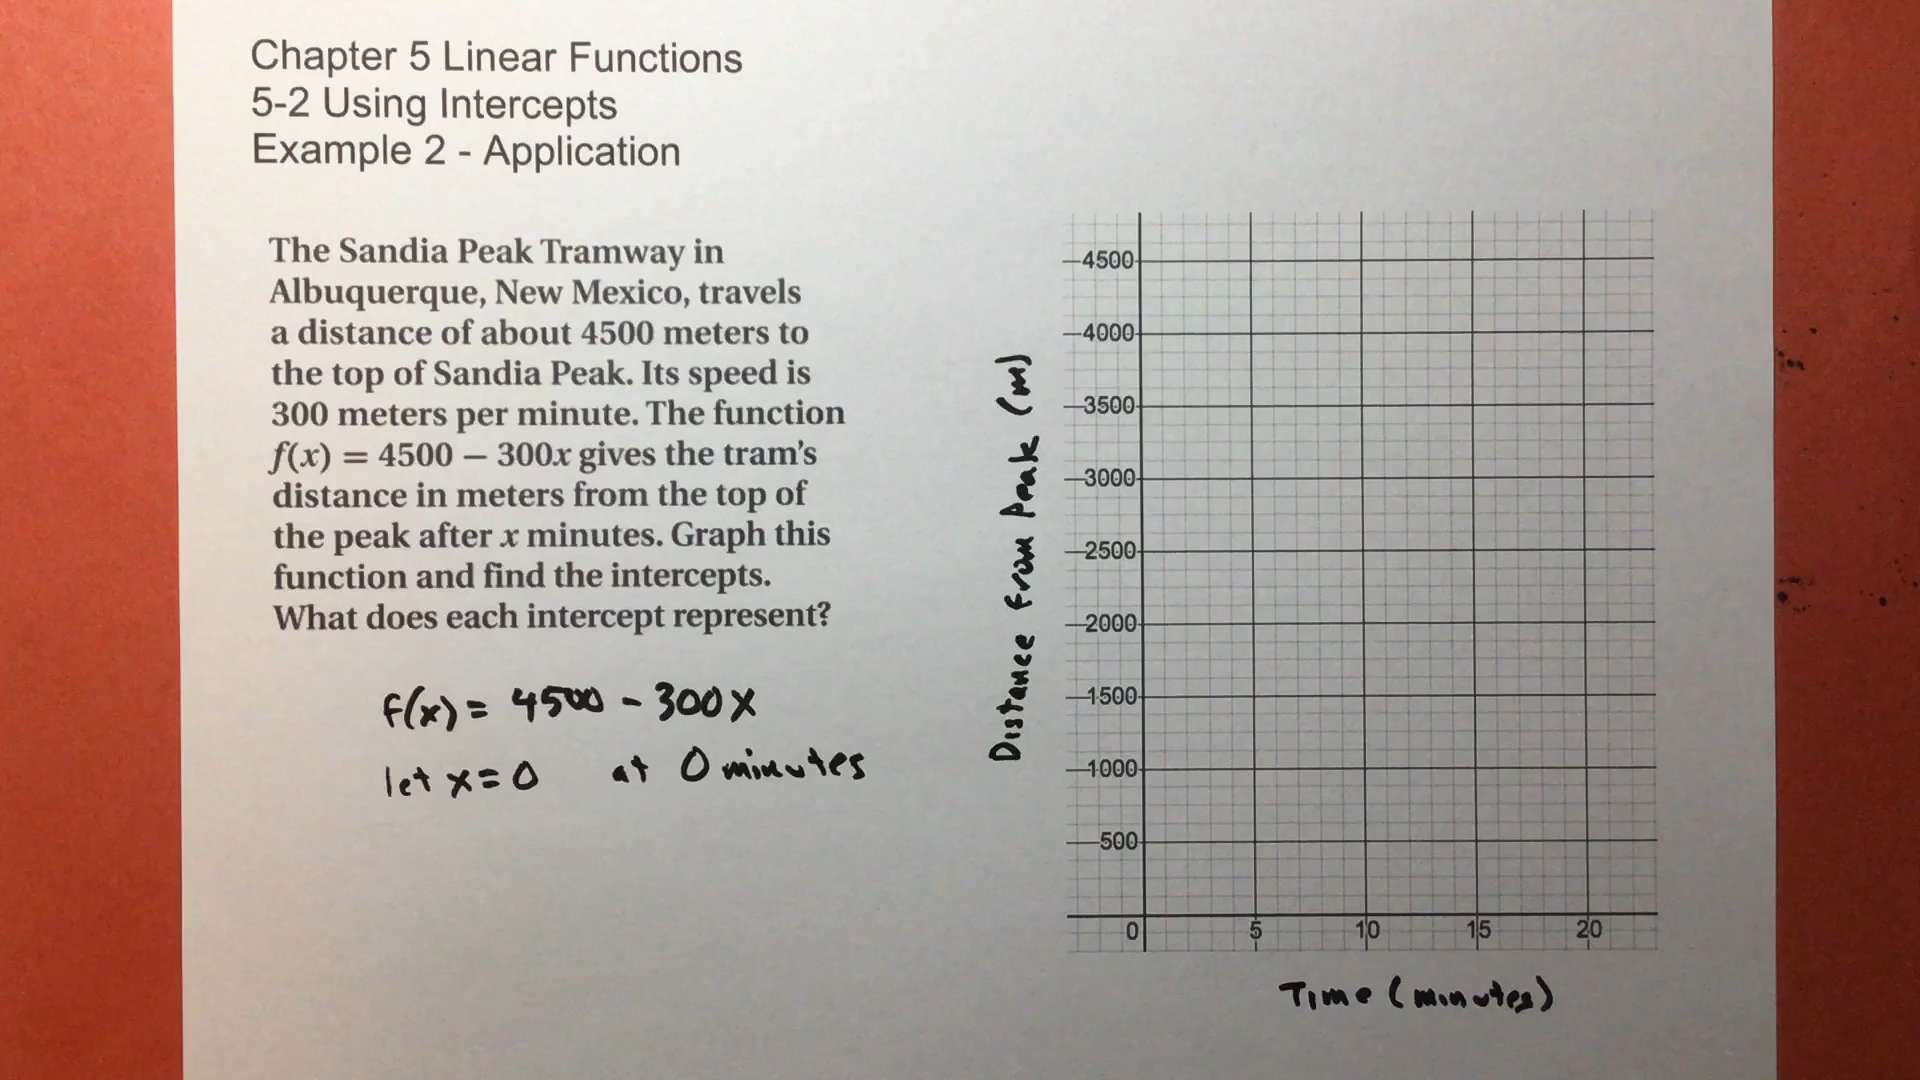 Chapter 5 Linear Functions
5-2 Using Intercepts
Example 2 - Application
The Sandia Peak Tramway in
Albuquerque, New Mexico, travels
a distance of about 4500 meters to
the top of Sandia Peak. Its speed is
300 meters per minute. The function
f(x) = 4500 – 300x gives the tram's
distance in meters from the top of
the peak after x minutes. Graph this
function and find the intercepts.
What does each intercept represent?
f(x) = 4500 - 300x
let x=0 at 0 minutes
Distance from Peak (m)
4500
4000
3500
3000
2500
2000
1500
1000
500
0 5 10 15 20
Time (minutes)